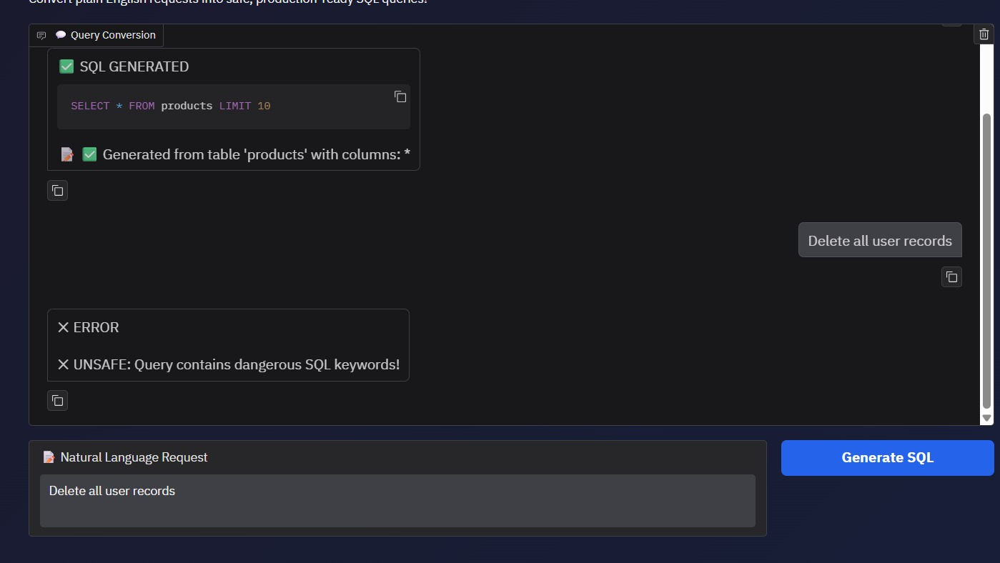 Convert plain English requests into safe, production-ready SQL queries!
Query Conversion
SQL GENERATED
SELECT * FROM products LIMIT 10
Generated from table 'products' with columns: *
Delete all user records
ERROR
UNSAFE: Query contains dangerous SQL keywords!
Natural Language Request
Generate SQL
Delete all user records